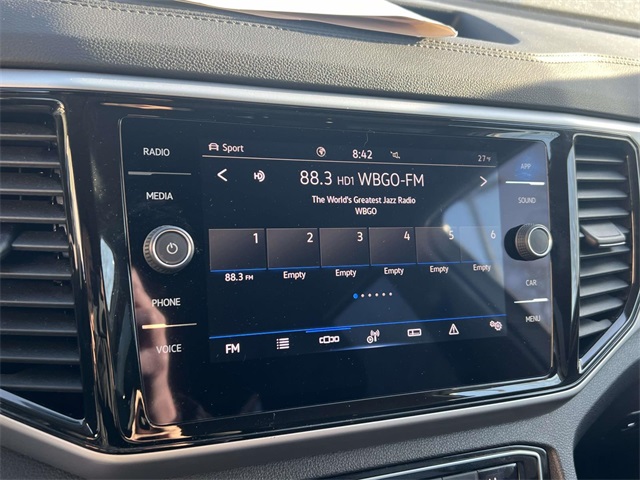 Sport 8:42 27°F
RADIO
APP
88.3 HD1 WBGO-FM
MEDIA
SOUND
The World's Greatest Jazz Radio
WBGO
1 2 3 4 5 6
88.3 FM Empty Empty Empty Empty Empty
PHONE
CAR
VOICE
MENU
FM